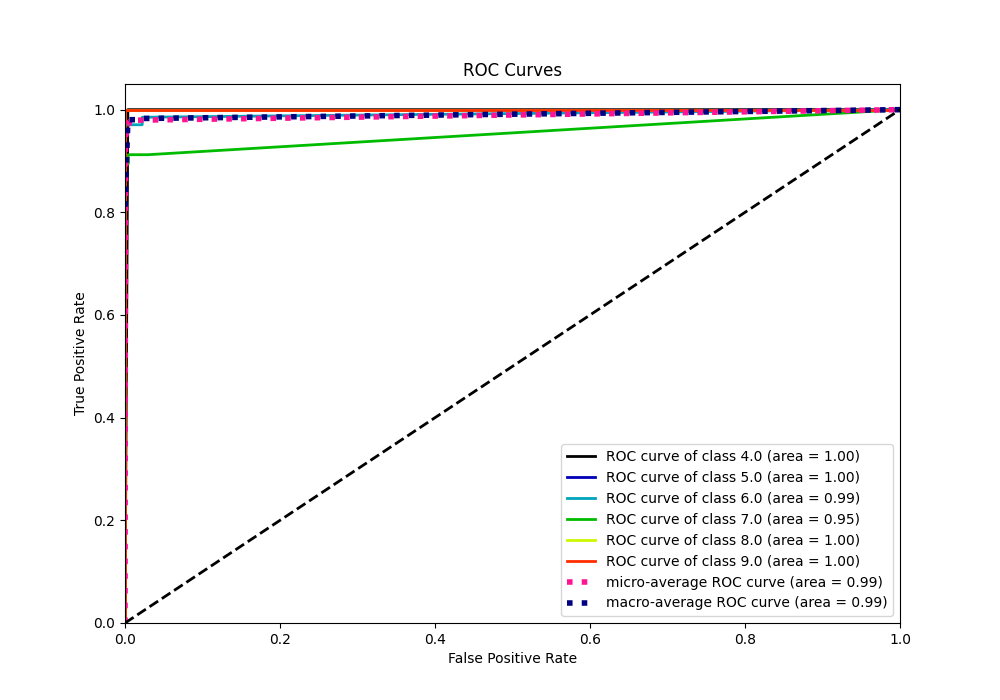 ROC Curves
True Positive Rate
1.0
0.8
0.6
0.4
0.2
0.0
0.0 0.2 0.4 0.6 0.8 1.0
False Positive Rate
ROC curve of class 4.0 (area = 1.00)
ROC curve of class 5.0 (area = 1.00)
ROC curve of class 6.0 (area = 0.99)
ROC curve of class 7.0 (area = 0.95)
ROC curve of class 8.0 (area = 1.00)
ROC curve of class 9.0 (area = 1.00)
micro-average ROC curve (area = 0.99)
macro-average ROC curve (area = 0.99)